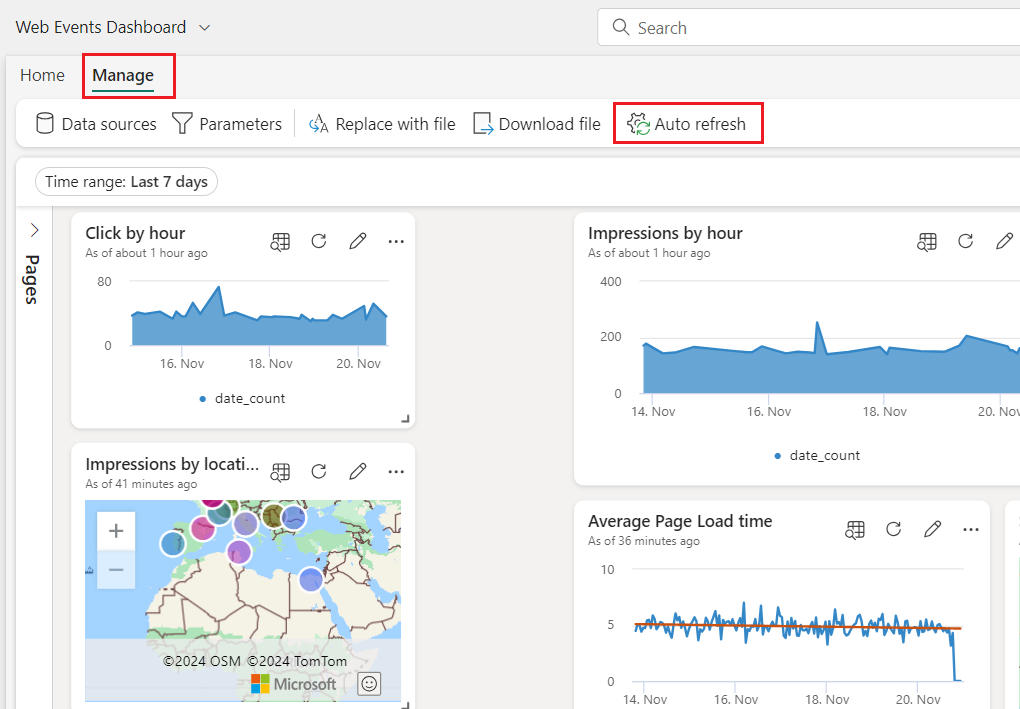 Web Events Dashboard
Search
Home
Manage
Data sources
Parameters
Replace with file
Download file
Auto refresh
Time range: Last 7 days
Pages
Click by hour
As of about 1 hour ago
80
0
16. Nov
18. Nov
20. Nov
date_count
Impressions by hour
As of about 1 hour ago
400
200
0
14. Nov
16. Nov
18. Nov
20. Nov
date_count
Impressions by locati...
As of 41 minutes ago
©2024 OSM ©2024 TomTom
Microsoft
Average Page Load time
As of 36 minutes ago
10
5
0
14. Nov
16. Nov
18. Nov
20. Nov